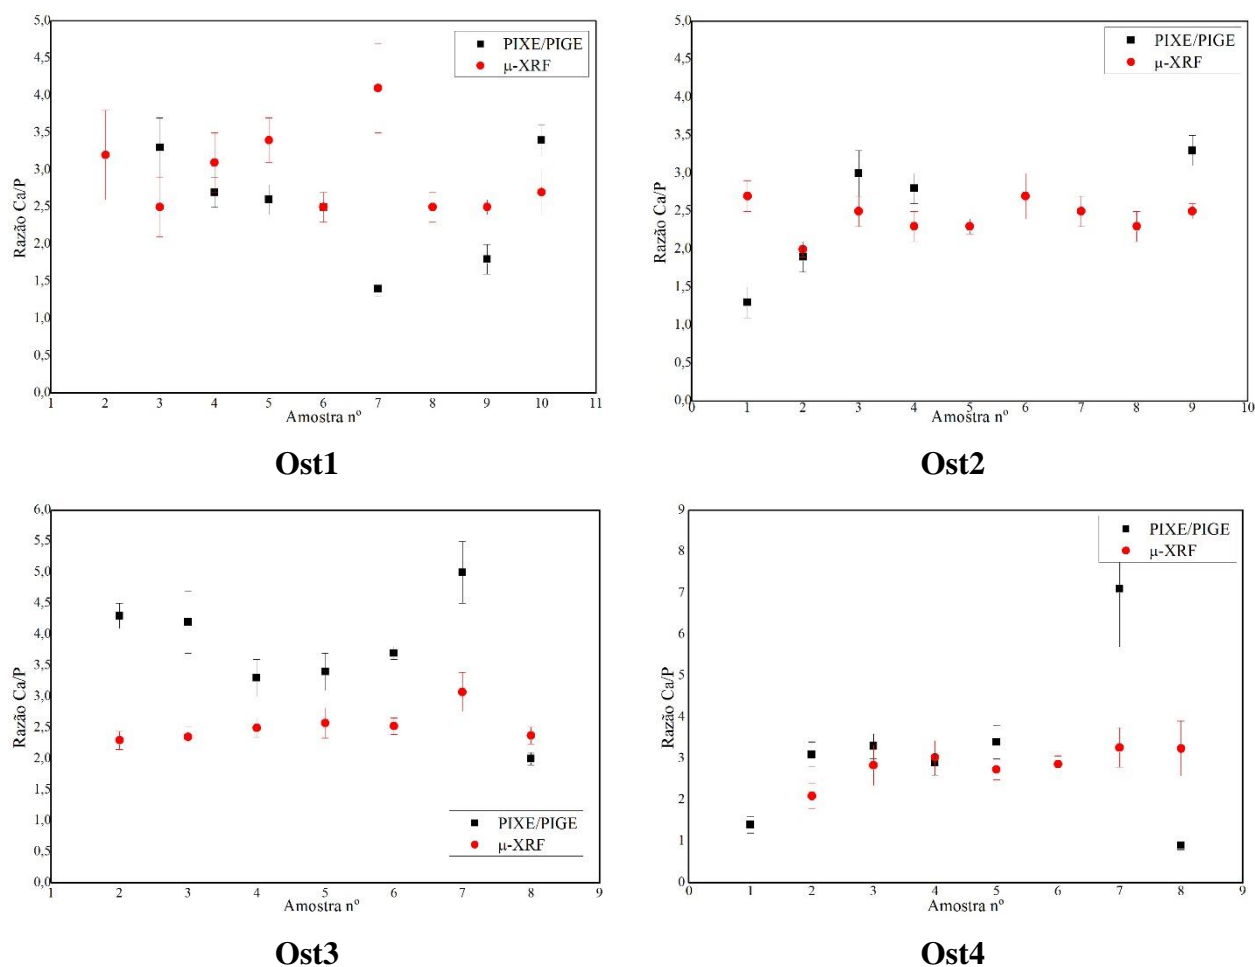 5,0
4,5
4,0
3,5
3,0
2,5
2,0
1,5
1,0
0,5
0,0
Razão Ca/P
PIXE/PIGE
μ-XRF
1 2 3 4 5 6 7 8 9 10 11
Amostra nº
Ost1
5,0
4,5
4,0
3,5
3,0
2,5
2,0
1,5
1,0
0,5
0,0
Razão Ca/P
PIXE/PIGE
μ-XRF
0 1 2 3 4 5 6 7 8 9 10
Amostra nº
Ost2
6,0
5,5
5,0
4,5
4,0
3,5
3,0
2,5
2,0
1,5
1,0
0,5
0,0
Razão Ca/P
PIXE/PIGE
μ-XRF
1 2 3 4 5 6 7 8 9
Amostra nº
Ost3
9
8
7
6
5
4
3
2
1
0
Razão Ca/P
PIXE/PIGE
μ-XRF
0 1 2 3 4 5 6 7 8 9
Amostra nº
Ost4